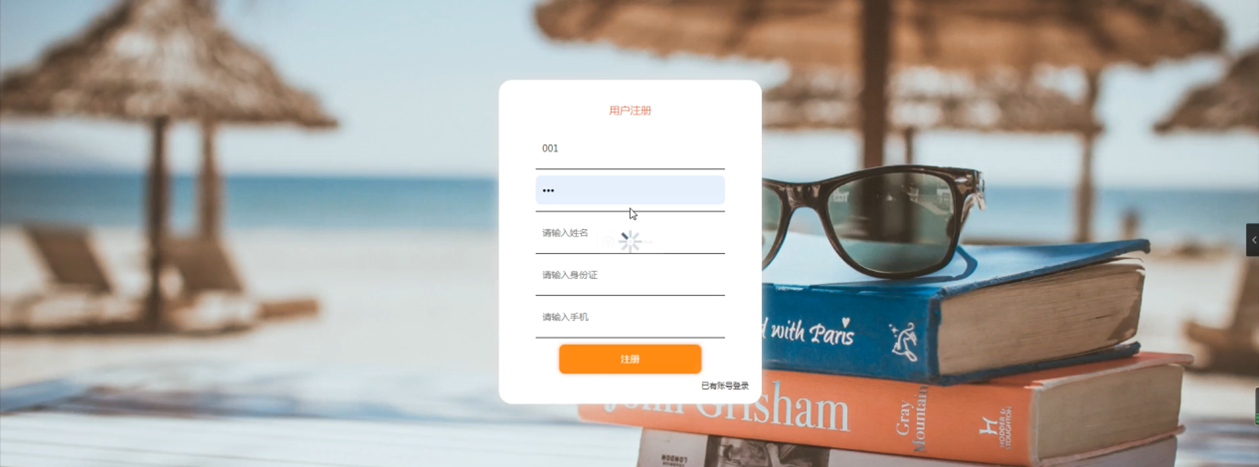 用户注册
001
•••
请输入姓名
请输入身份证
请输入手机
注册
已有账号登录
d with Paris
John Grisham
Gray Mountain
H
HODDER & STOUGHTON
LONDON